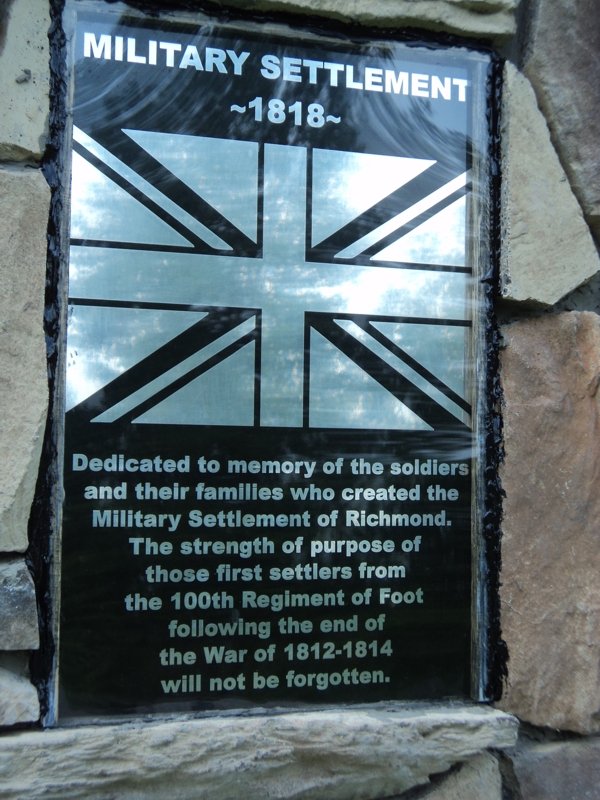 MILITARY SETTLEMENT
~1818~
Dedicated to memory of the soldiers
and their families who created the
Military Settlement of Richmond.
The strength of purpose of
those first settlers from
the 100th Regiment of Foot
following the end of
the War of 1812-1814
will not be forgotten.